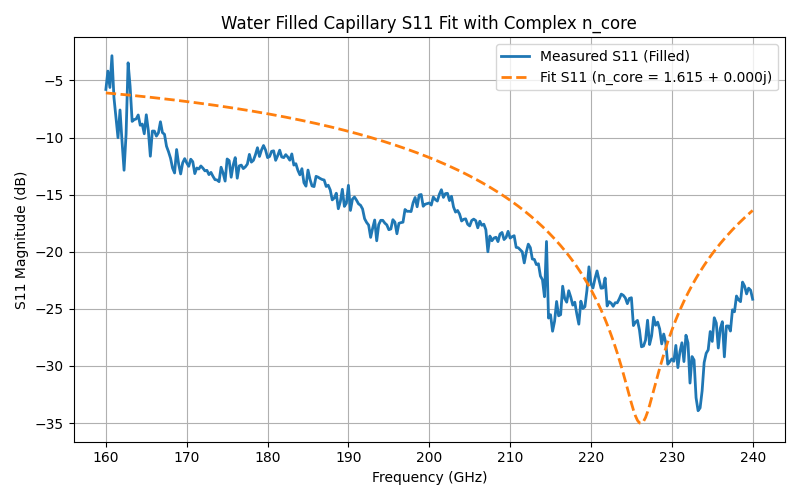 Water Filled Capillary S11 Fit with Complex n_core
Measured S11 (Filled)
Fit S11 (n_core = 1.615 + 0.000j)
S11 Magnitude (dB)
−5
−10
−15
−20
−25
−30
−35
160 170 180 190 200 210 220 230 240
Frequency (GHz)